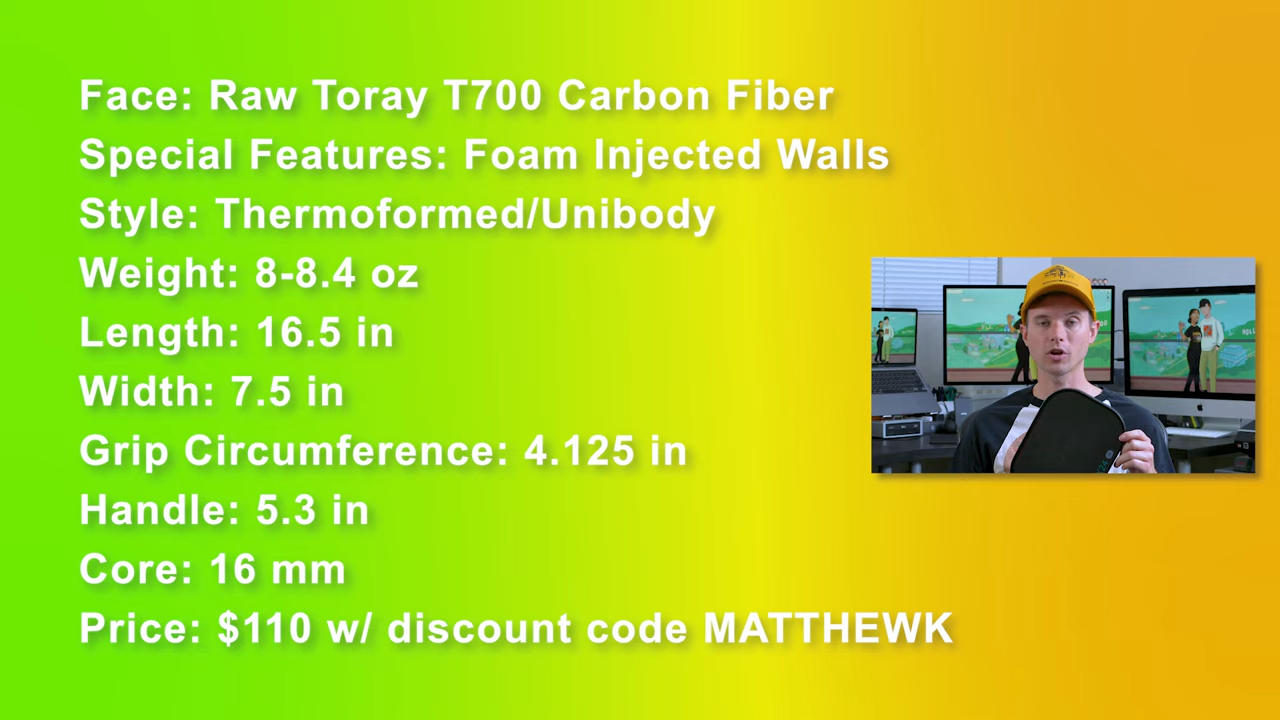 Face: Raw Toray T700 Carbon Fiber
Special Features: Foam Injected Walls
Style: Thermoformed/Unibody
Weight: 8-8.4 oz
Length: 16.5 in
Width: 7.5 in
Grip Circumference: 4.125 in
Handle: 5.3 in
Core: 16 mm
Price: $110 w/ discount code MATTHEWK